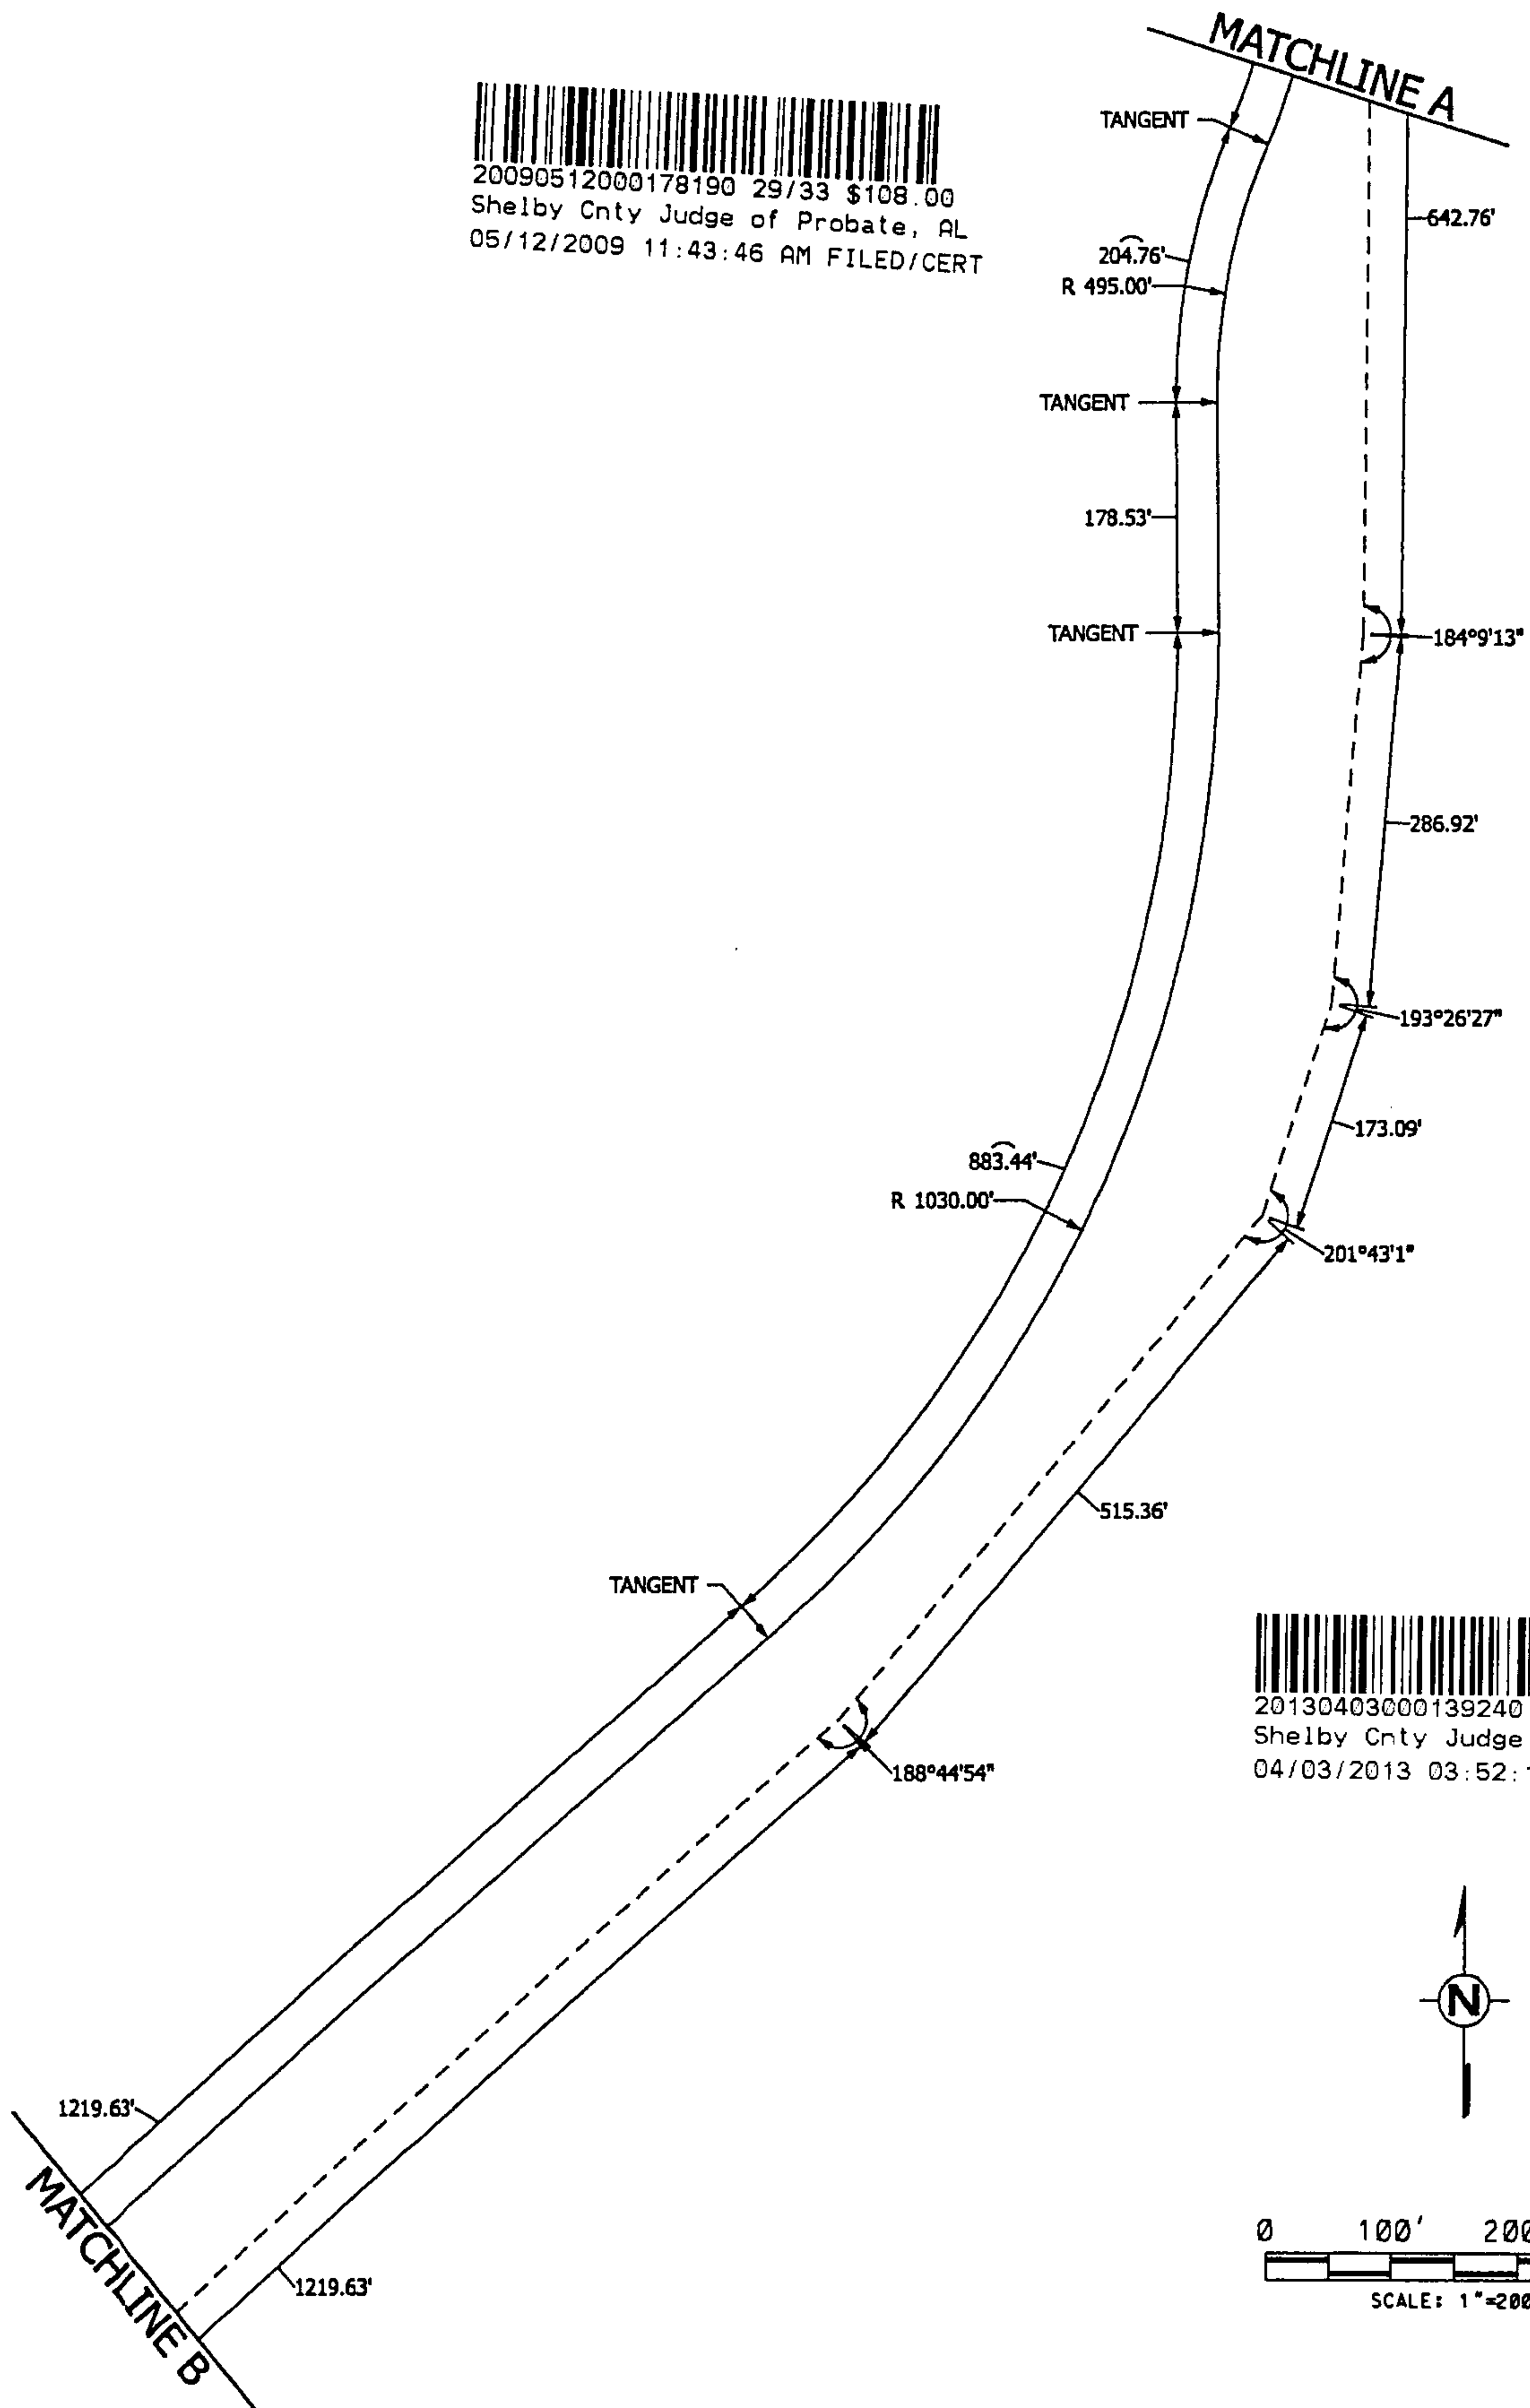 MATCHLINE A
20090512000178190 29/33 $108.00
Shelby Cnty Judge of Probate, AL
05/12/2009 11:43:46 AM FILED/CERT
TANGENT
642.76'
204.76'
R 495.00'
TANGENT
178.53'
TANGENT
184°9'13"
286.92'
193°26'27"
173.09'
883.44'
R 1030.00'
201°43'1"
515.36'
TANGENT
20130403000139240
Shelby Cnty Judge
04/03/2013 03:52:
188°44'54"
N
1219.63'
MATCHLINE B
1219.63'
0 100' 200
SCALE: 1"=200